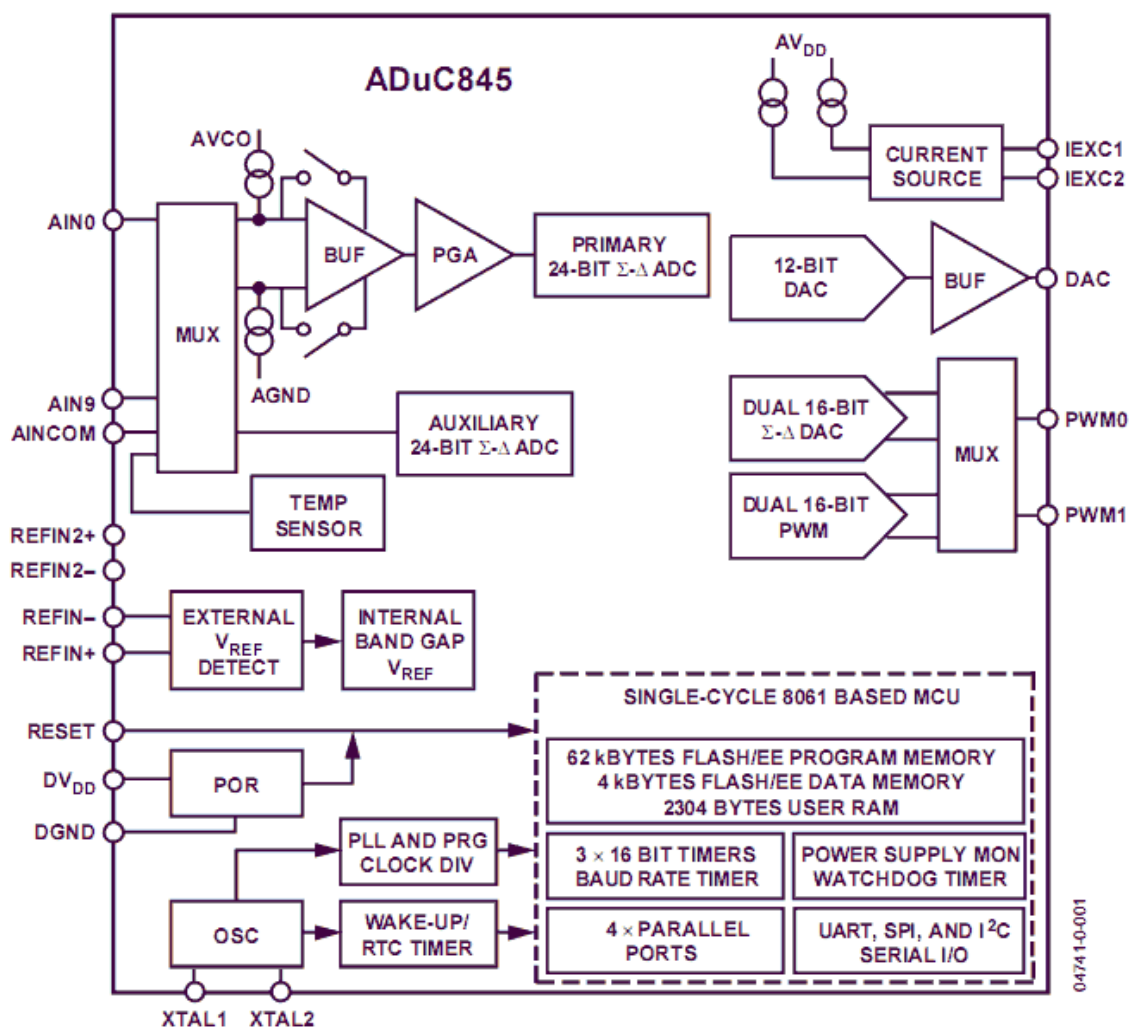 ADuC845
AVDD
AVCO
CURRENT
SOURCE
IEXC1
IEXC2
AIN0
MUX
BUF
PGA
PRIMARY
24-BIT Σ-Δ ADC
12-BIT
DAC
BUF
DAC
AGND
AIN9
AINCOM
AUXILIARY
24-BIT Σ-Δ ADC
DUAL 16-BIT
Σ-Δ DAC
MUX
PWM0
TEMP
SENSOR
DUAL 16-BIT
PWM
PWM1
REFIN2+
REFIN2–
REFIN–
REFIN+
EXTERNAL
VREF
DETECT
INTERNAL
BAND GAP
VREF
SINGLE-CYCLE 8061 BASED MCU
RESET
DVDD
POR
DGND
62 kBYTES FLASH/EE PROGRAM MEMORY
4 kBYTES FLASH/EE DATA MEMORY
2304 BYTES USER RAM
PLL AND PRG
CLOCK DIV
3 × 16 BIT TIMERS
BAUD RATE TIMER
POWER SUPPLY MON
WATCHDOG TIMER
OSC
WAKE-UP/
RTC TIMER
4 × PARALLEL
PORTS
UART, SPI, AND I2C
SERIAL I/O
XTAL1
XTAL2
04741-0-001